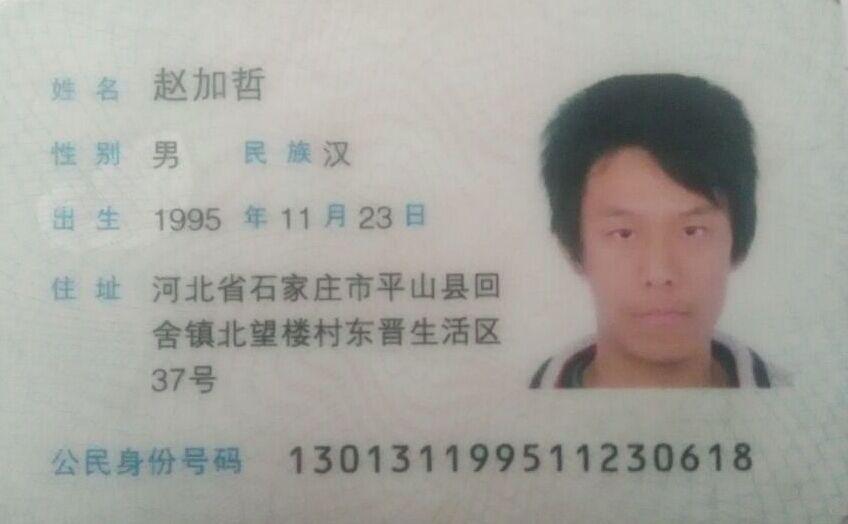 姓名 赵加哲
性别 男 民族 汉
出生 1995 年 11 月 23 日
住址 河北省石家庄市平山县回
舍镇北望楼村东晋生活区
37号
公民身份号码 130131199511230618